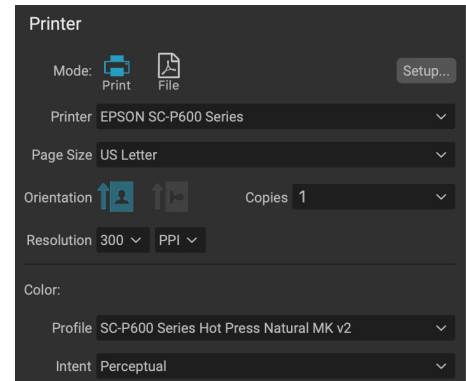 Printer
Mode: Print File Setup...
Printer EPSON SC-P600 Series
Page Size US Letter
Orientation Copies 1
Resolution 300 PPI
Color:
Profile SC-P600 Series Hot Press Natural MK v2
Intent Perceptual